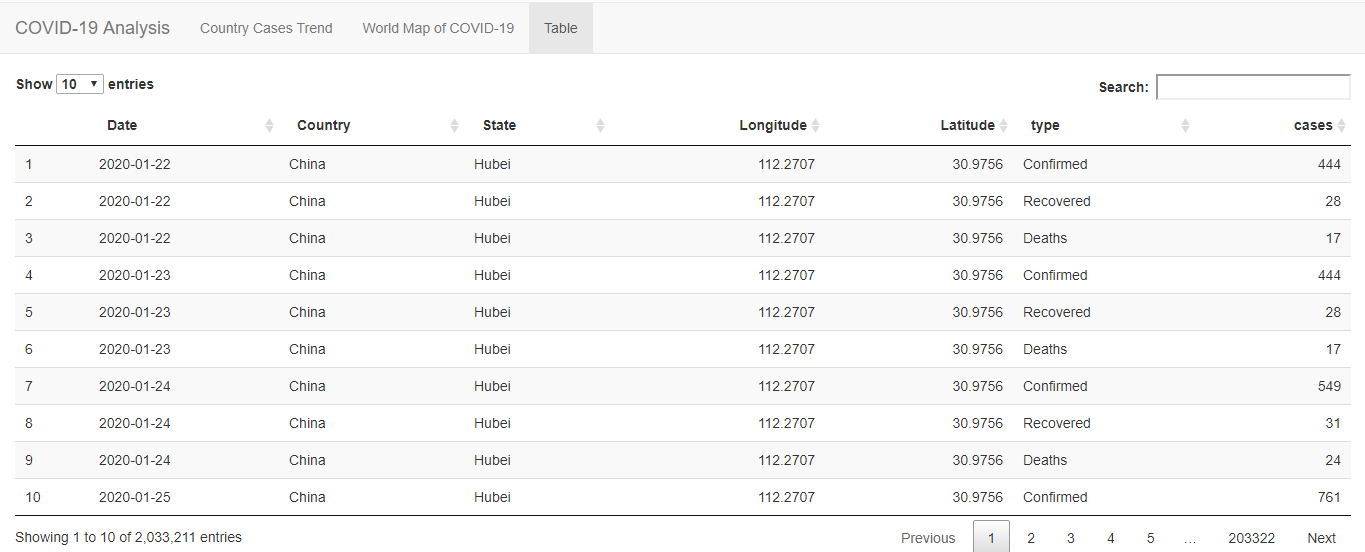 COVID-19 Analysis Country Cases Trend World Map of COVID-19 Table
Show 10 entries Search:
Date Country State Longitude Latitude type cases
1 2020-01-22 China Hubei 112.2707 30.9756 Confirmed 444
2 2020-01-22 China Hubei 112.2707 30.9756 Recovered 28
3 2020-01-22 China Hubei 112.2707 30.9756 Deaths 17
4 2020-01-23 China Hubei 112.2707 30.9756 Confirmed 444
5 2020-01-23 China Hubei 112.2707 30.9756 Recovered 28
6 2020-01-23 China Hubei 112.2707 30.9756 Deaths 17
7 2020-01-24 China Hubei 112.2707 30.9756 Confirmed 549
8 2020-01-24 China Hubei 112.2707 30.9756 Recovered 31
9 2020-01-24 China Hubei 112.2707 30.9756 Deaths 24
10 2020-01-25 China Hubei 112.2707 30.9756 Confirmed 761
Showing 1 to 10 of 2,033,211 entries Previous 1 2 3 4 5 … 203322 Next